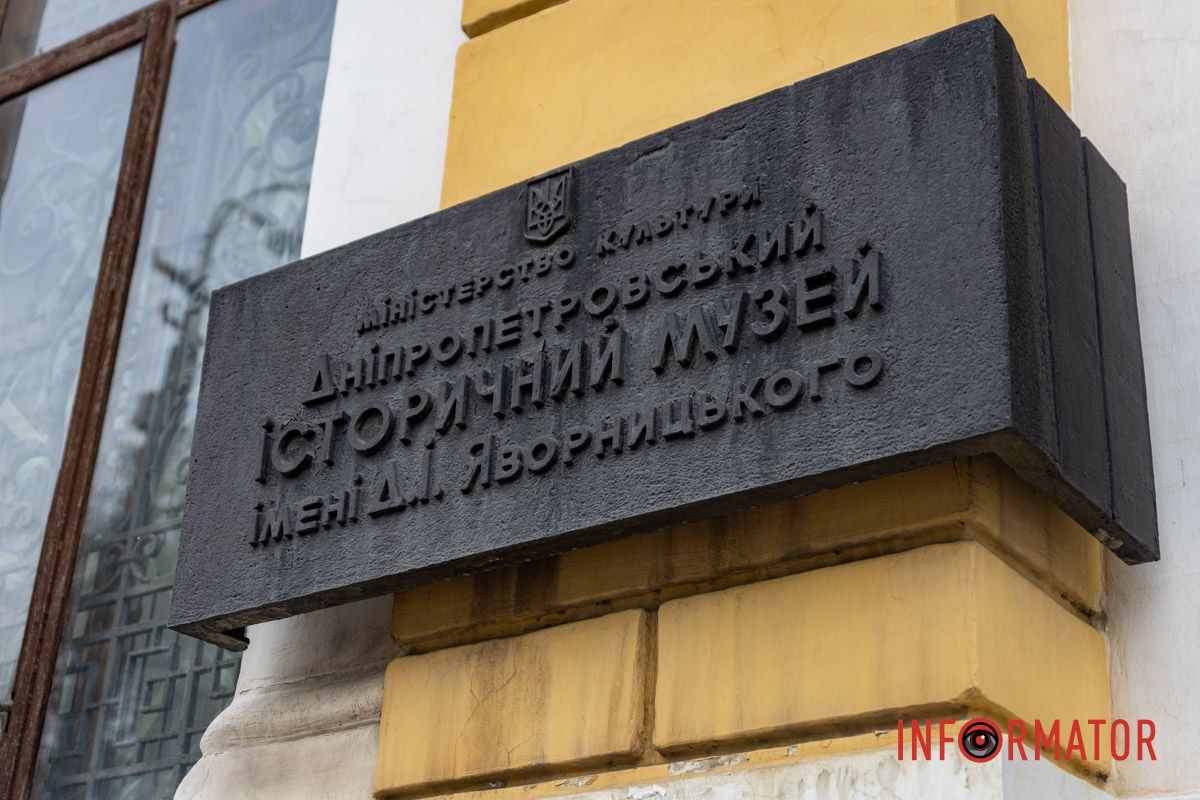 Міністерство культури
Дніпропетровський
історичний музей
імені Д.І. Яворницького
INFORMATOR